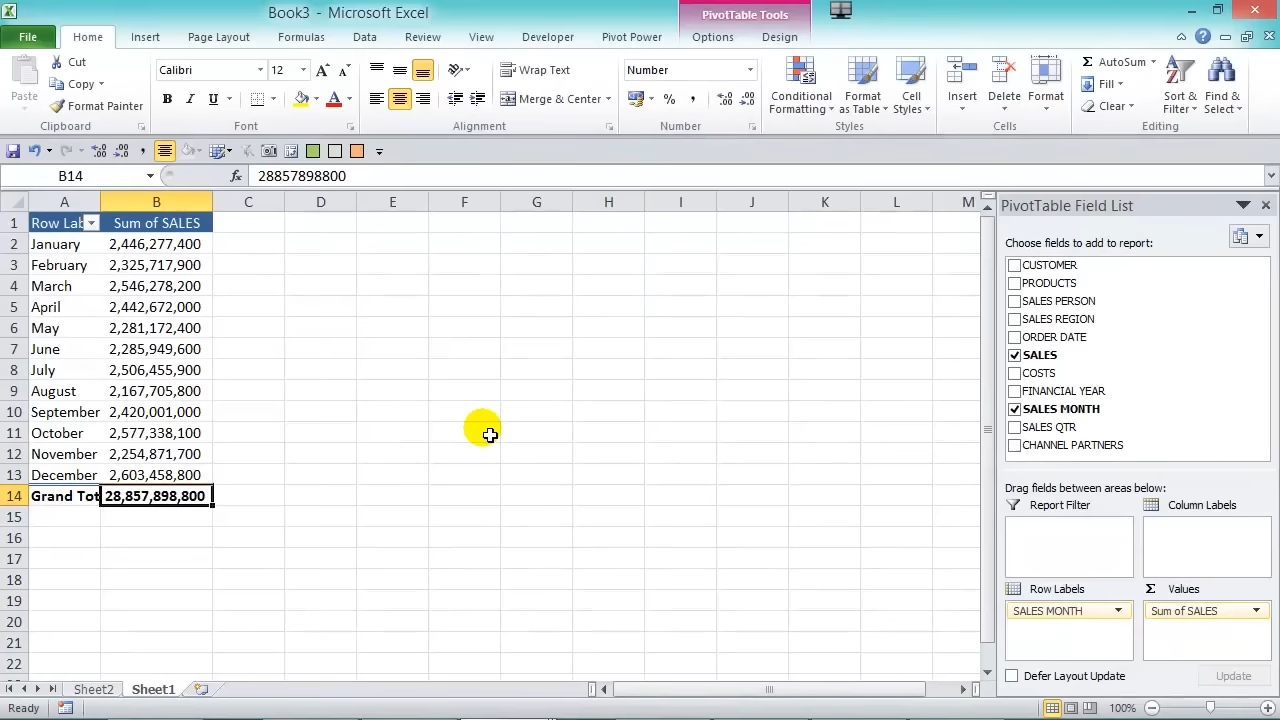 Book3 - Microsoft Excel
PivotTable Tools
File Home Insert Page Layout Formulas Data Review View Developer Pivot Power Options Design
Paste
Cut
Copy
Format Painter
Clipboard
Calibri 12
B I U A
Font
Wrap Text
Merge & Center
Alignment
Number
% ,
Number
Conditional Formatting
Format as Table
Cell Styles
Styles
Insert Delete Format
Cells
Σ AutoSum
Fill
Clear
Sort & Filter
Find & Select
Editing
B14 fx 28857898800
A B C D E F G H I J K L M
1 Row Lab Sum of SALES
2 January 2,446,277,400
3 February 2,325,717,900
4 March 2,546,278,200
5 April 2,442,672,000
6 May 2,281,172,400
7 June 2,285,949,600
8 July 2,506,455,900
9 August 2,167,705,800
10 September 2,420,001,000
11 October 2,577,338,100
12 November 2,254,871,700
13 December 2,603,458,800
14 Grand Tot 28,857,898,800
15
16
17
18
19
20
21
22
PivotTable Field List
Choose fields to add to report:
CUSTOMER
PRODUCTS
SALES PERSON
SALES REGION
ORDER DATE
SALES
COSTS
FINANCIAL YEAR
SALES MONTH
SALES QTR
CHANNEL PARTNERS
Drag fields between areas below:
Report Filter Column Labels
Row Labels Σ Values
SALES MONTH Sum of SALES
Defer Layout Update Update
Sheet2 Sheet1
Ready 100%